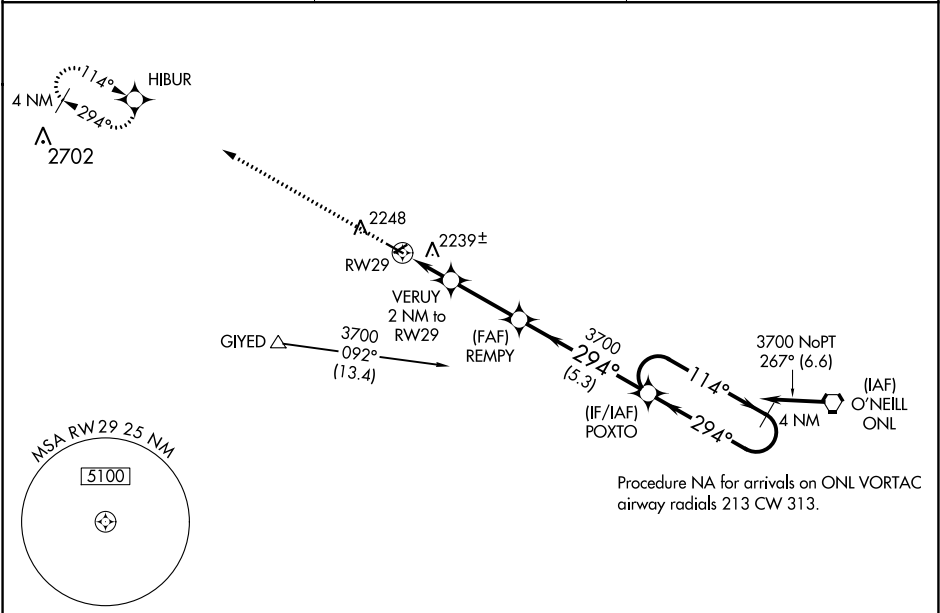 HIBUR
114°
4 NM
294°
2702
2248
2239±
RW29
VERUY
2 NM to
RW29
(FAF)
REMPY
GIYED
3700
092°
(13.4)
3700
294°
(5.3)
(IF/IAF)
POXTO
114°
294°
4 NM
3700 NoPT
267° (6.6)
(IAF)
O'NEILL
ONL
Procedure NA for arrivals on ONL VORTAC
airway radials 213 CW 313.
MSA RW 29 25 NM
5100